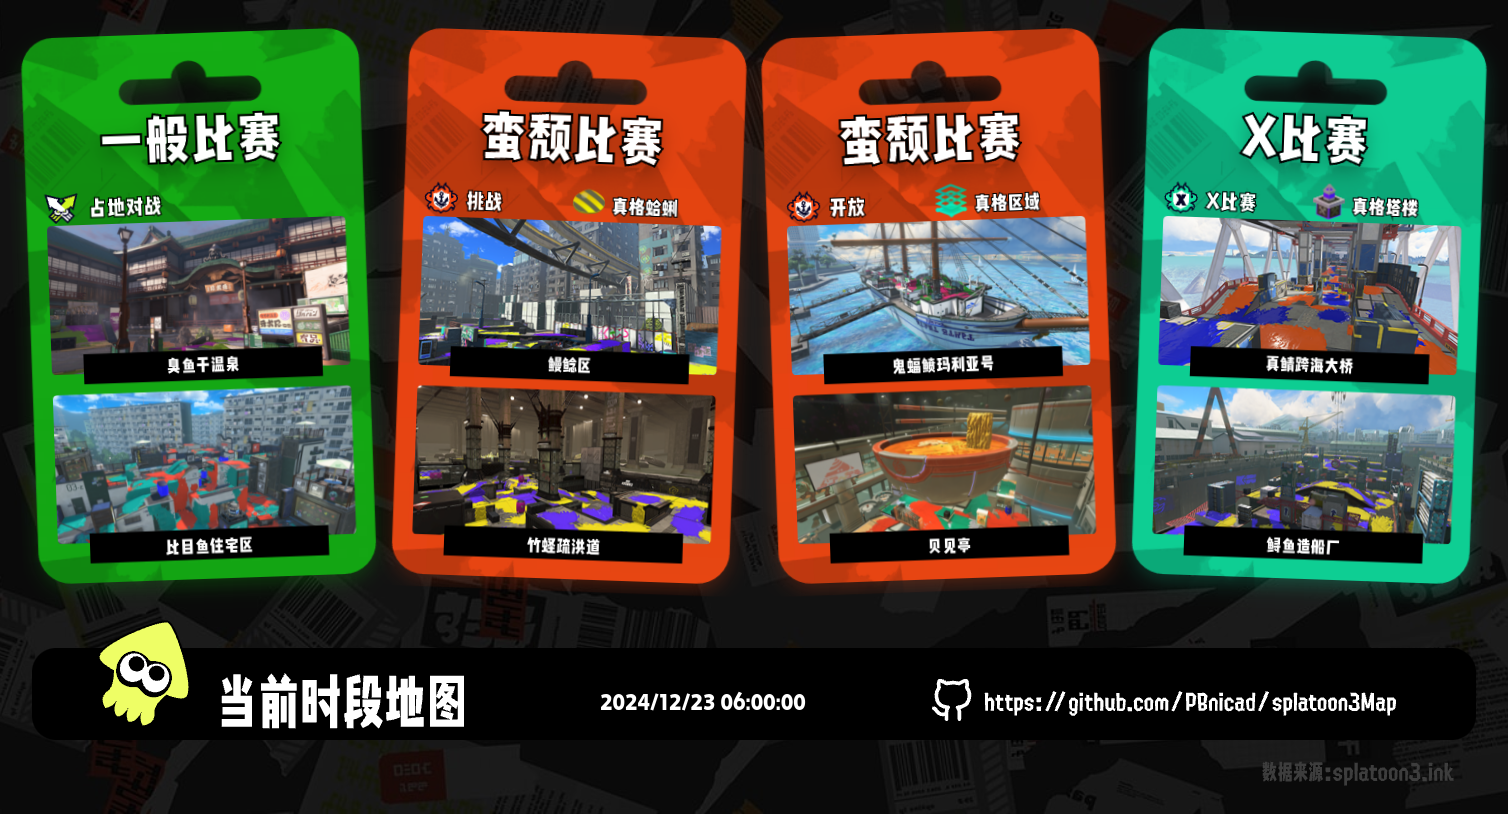 一般比赛
占地对战
臭鱼干温泉
比目鱼住宅区
蛮颓比赛
挑战
真格蛤蜊
鳗鲶区
竹蛏疏洪道
蛮颓比赛
开放
真格区域
鬼蝠鲼玛利亚号
贝见亭
X比赛
X比赛
真格塔楼
真鲭跨海大桥
鲟鱼造船厂
当前时段地图
2024/12/23 06:00:00
https://github.com/PBnicad/splatoon3Map
数据来源:splatoon3.ink